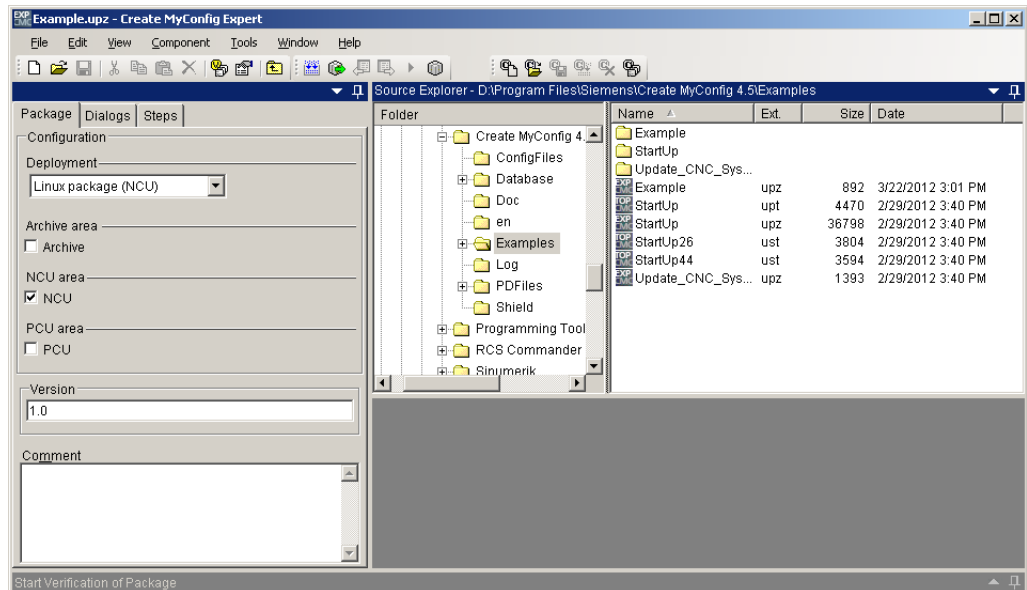 Example.upz - Create MyConfig Expert
File Edit View Component Tools Window Help
Source Explorer - D:\Program Files\Siemens\Create MyConfig 4.5\Examples
Package Dialogs Steps
Configuration
Deployment
Linux package (NCU)
Archive area
Archive
NCU area
NCU
PCU area
PCU
Version
1.0
Comment
Folder
Create MyConfig 4.
ConfigFiles
Database
Doc
en
Examples
Log
PDFiles
Shield
Programming Tool
RCS Commander
Sinumerik
Name Ext. Size Date
Example
StartUp
Update_CNC_Sys...
Example upz 892 3/22/2012 3:01 PM
StartUp upt 4470 2/29/2012 3:40 PM
StartUp upz 36798 2/29/2012 3:40 PM
StartUp26 ust 3804 2/29/2012 3:40 PM
StartUp44 ust 3594 2/29/2012 3:40 PM
Update_CNC_Sys... upz 1393 2/29/2012 3:40 PM
Start Verification of Package